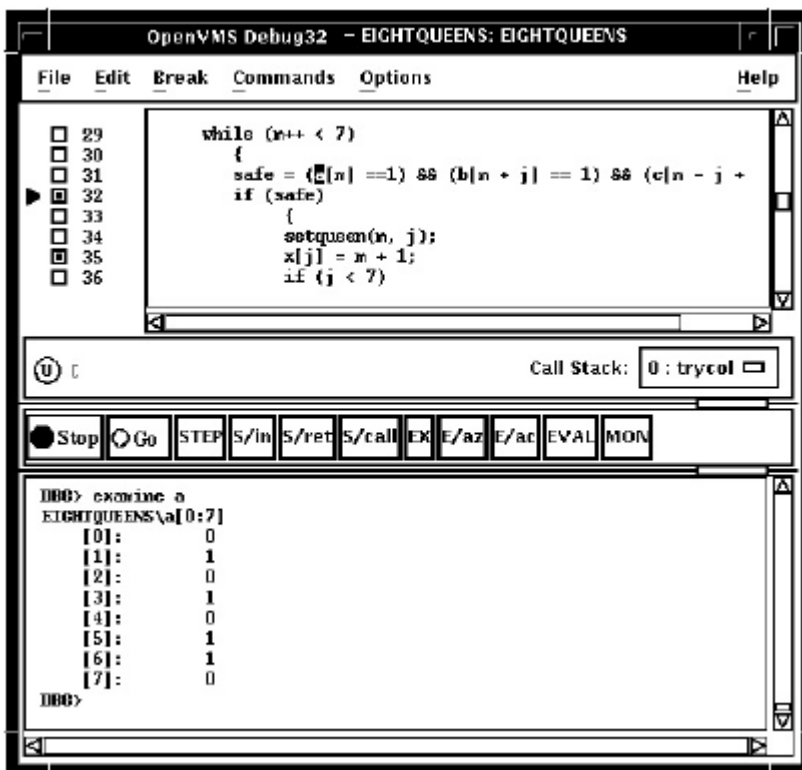 OpenVMS Debug32 - EIGHTQUEENS: EIGHTQUEENS
File Edit Break Commands Options Help
29 while (m++ < 7)
30 {
31 safe = (a[m] ==1) && (b[m + j] == 1) && (c[m - j +
32 if (safe)
33 {
34 setqueen(m, j);
35 x[j] = m + 1;
36 if (j < 7)
U Call Stack: 0 : trycol
Stop Go STEP S/in S/ret S/call EX E/az E/ac EVAL MON
DBG> examine a
EIGHTQUEENS\a[0:7]
[0]: 0
[1]: 1
[2]: 0
[3]: 1
[4]: 0
[5]: 1
[6]: 1
[7]: 0
DBG>